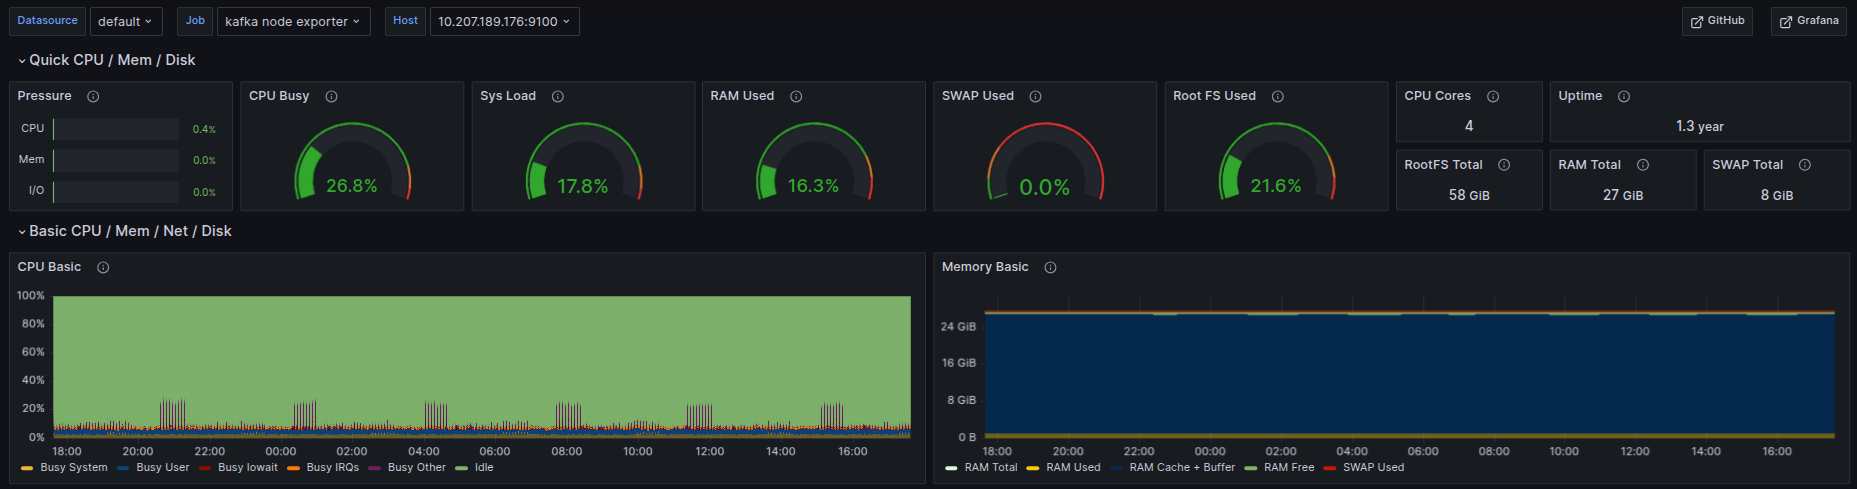 Datasource default Job kafka node exporter Host 10.207.189.176:9100 GitHub Grafana
Quick CPU / Mem / Disk
Pressure CPU Busy Sys Load RAM Used SWAP Used Root FS Used CPU Cores Uptime
CPU 0.4% 4 1.3 year
Mem 0.0% RootFS Total RAM Total SWAP Total
I/O 0.0% 26.8% 17.8% 16.3% 0.0% 21.6% 58 GiB 27 GiB 8 GiB
Basic CPU / Mem / Net / Disk
CPU Basic
100%
80%
60%
40%
20%
0%
18:00 20:00 22:00 00:00 02:00 04:00 06:00 08:00 10:00 12:00 14:00 16:00
Busy System Busy User Busy Iowait Busy IRQs Busy Other Idle
Memory Basic
24 GiB
16 GiB
8 GiB
0 B
18:00 20:00 22:00 00:00 02:00 04:00 06:00 08:00 10:00 12:00 14:00 16:00
RAM Total RAM Used RAM Cache + Buffer RAM Free SWAP Used